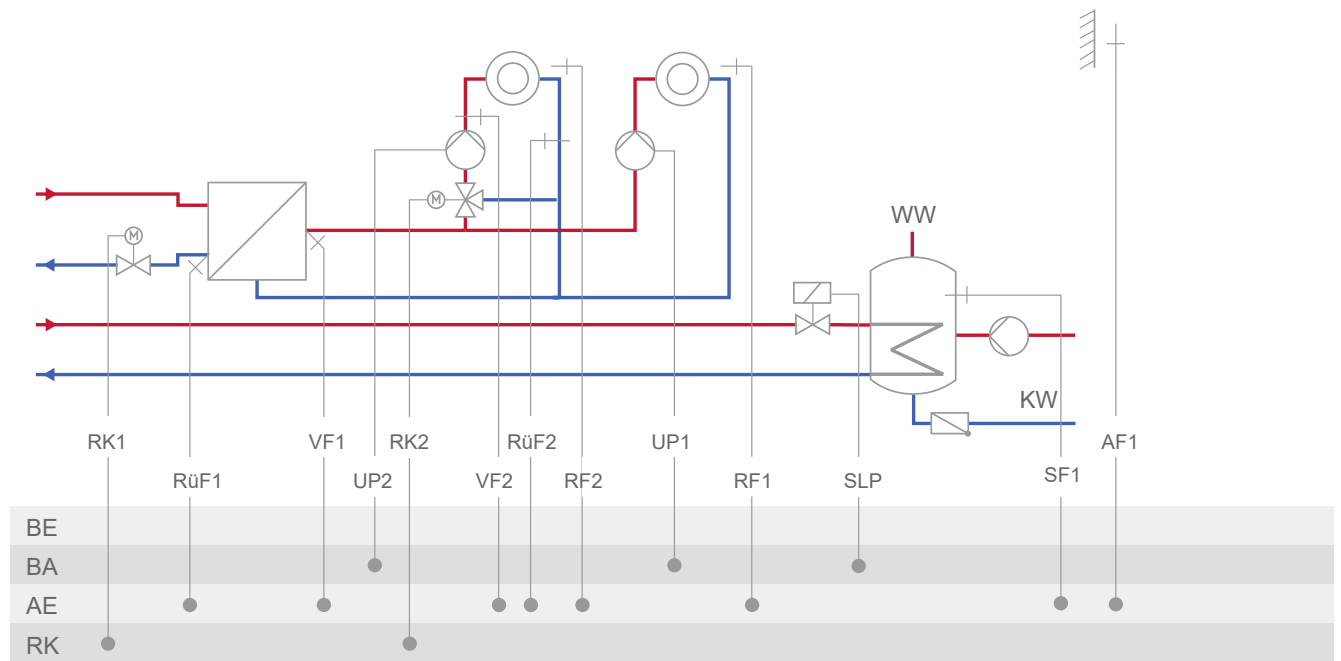 WW
M
M
KW
RK1 VF1 RK2 RüF2 UP1 AF1
RüF1 UP2 VF2 RF2 RF1 SLP SF1
BE
BA
AE
RK